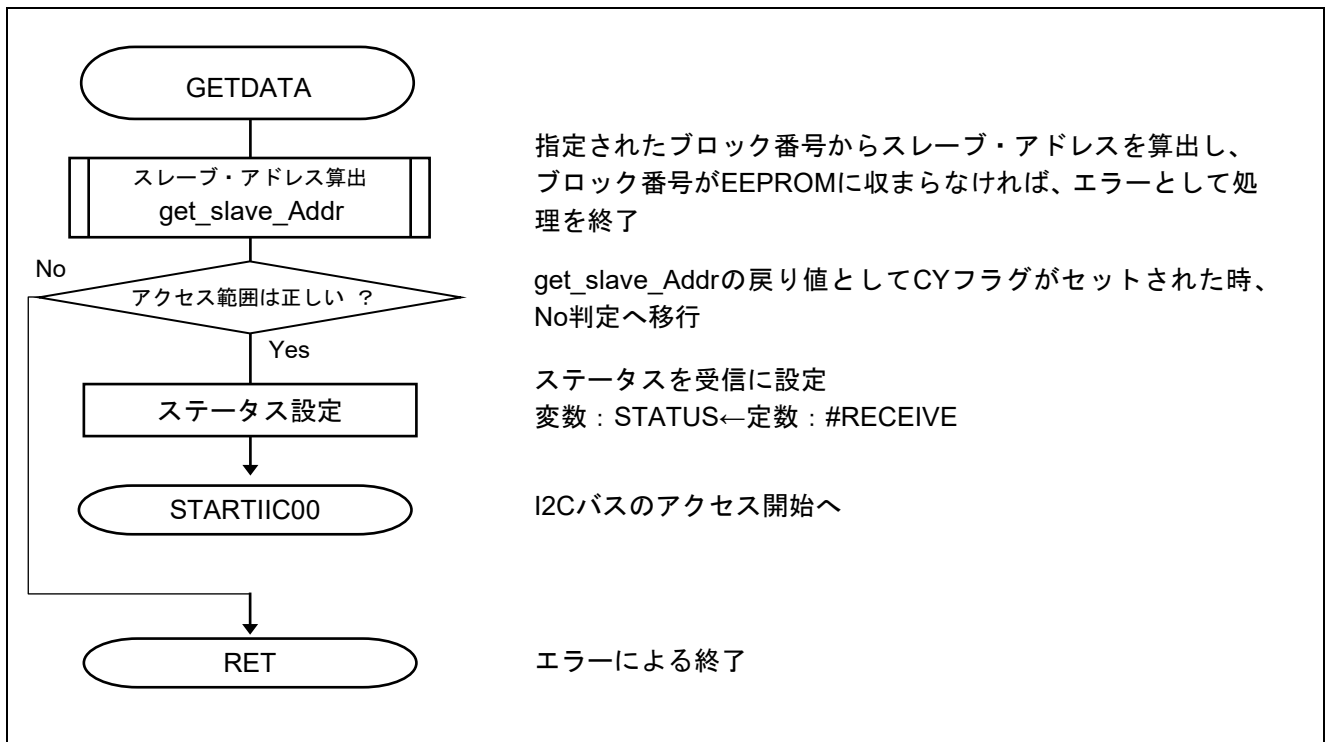 GETDATA
指定されたブロック番号からスレーブ・アドレスを算出し、
ブロック番号がEEPROMに収まらなければ、エラーとして処
理を終了
スレーブ・アドレス算出
get_slave_Addr
No
アクセス範囲は正しい ?
get_slave_Addrの戻り値としてCYフラグがセットされた時、
No判定へ移行
Yes
ステータス設定
ステータスを受信に設定
変数：STATUS←定数：#RECEIVE
STARTIIC00
I2Cバスのアクセス開始へ
RET
エラーによる終了